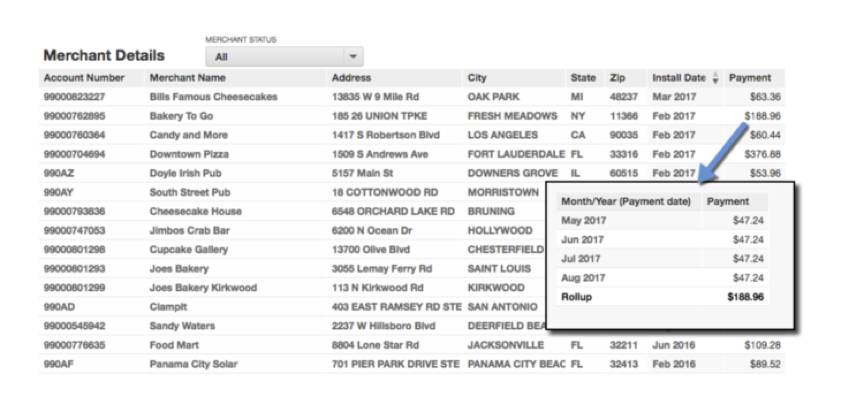 MERCHANT STATUS
Merchant Details All
Account Number Merchant Name Address City State Zip Install Date Payment
99000823227 Bills Famous Cheesecakes 13835 W 9 Mile Rd OAK PARK MI 48237 Mar 2017 $63.36
99000762895 Bakery To Go 185 26 UNION TPKE FRESH MEADOWS NY 11366 Feb 2017 $188.96
99000760364 Candy and More 1417 S Robertson Blvd LOS ANGELES CA 90035 Feb 2017 $60.44
99000704694 Downtown Pizza 1509 S Andrews Ave FORT LAUDERDALE FL 33316 Feb 2017 $376.88
990AZ Doyle Irish Pub 5157 Main St DOWNERS GROVE IL 60515 Feb 2017 $53.96
990AY South Street Pub 18 COTTONWOOD RD MORRISTOWN
99000793836 Cheesecake House 6548 ORCHARD LAKE RD BRUNING
99000747053 Jimbos Crab Bar 6200 N Ocean Dr HOLLYWOOD
99000801298 Cupcake Gallery 13700 Olive Blvd CHESTERFIELD
99000801293 Joes Bakery 3055 Lemay Ferry Rd SAINT LOUIS
99000801299 Joes Bakery Kirkwood 113 N Kirkwood Rd KIRKWOOD
990AD Clampit 403 EAST RAMSEY RD STE SAN ANTONIO
99000545942 Sandy Waters 2237 W Hillsboro Blvd DEERFIELD BEA
99000776635 Food Mart 8804 Lone Star Rd JACKSONVILLE FL 32211 Jun 2016 $109.28
990AF Panama City Solar 701 PIER PARK DRIVE STE PANAMA CITY BEAC FL 32413 Feb 2016 $89.52
Month/Year (Payment date) Payment
May 2017 $47.24
Jun 2017 $47.24
Jul 2017 $47.24
Aug 2017 $47.24
Rollup $188.96